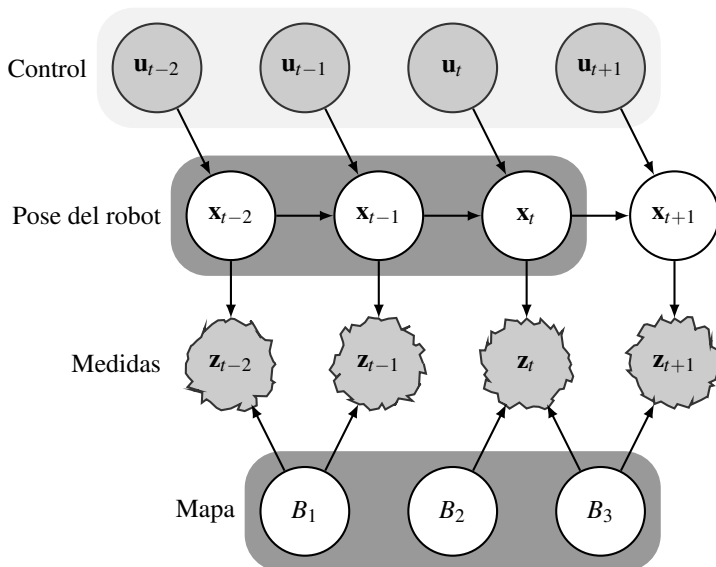 Control u_{t−2} u_{t−1} u_t u_{t+1}
Pose del robot x_{t−2} x_{t−1} x_t x_{t+1}
Medidas z_{t−2} z_{t−1} z_t z_{t+1}
Mapa B_1 B_2 B_3